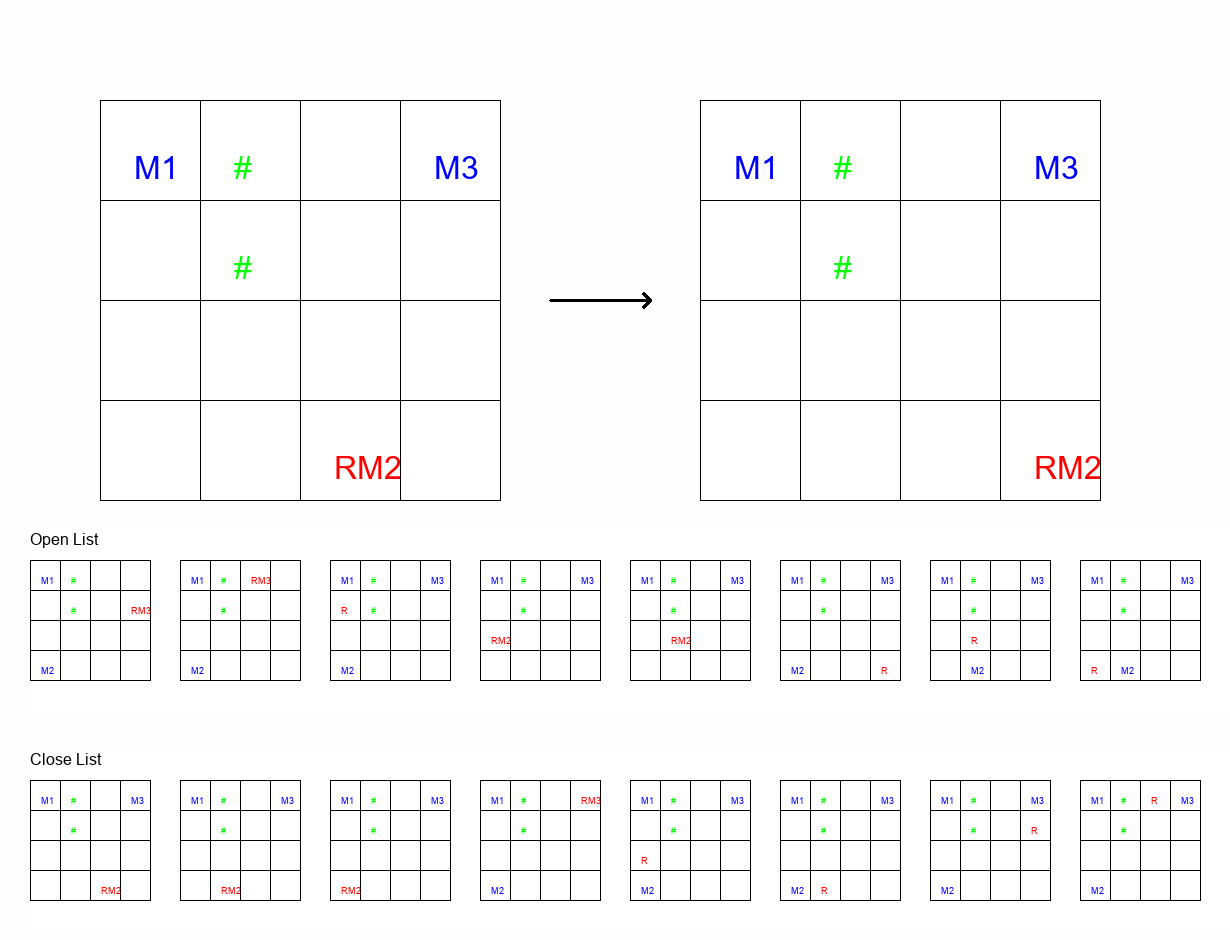 M1 # M3 M1 # M3
# #
RM2 RM2
Open List
M1 # M1 # RM3 M1 # M3 M1 # M3 M1 # M3 M1 # M3 M1 # M3 M1 # M3
# RM3 # R # # # # # #
RM2 RM2 R
M2 M2 M2 M2 R M2 R M2
Close List
M1 # M3 M1 # M3 M1 # M3 M1 # RM3 M1 # M3 M1 # M3 M1 # M3 M1 # R M3
# # # # # # # R #
R
RM2 RM2 RM2 M2 M2 M2 R M2 M2